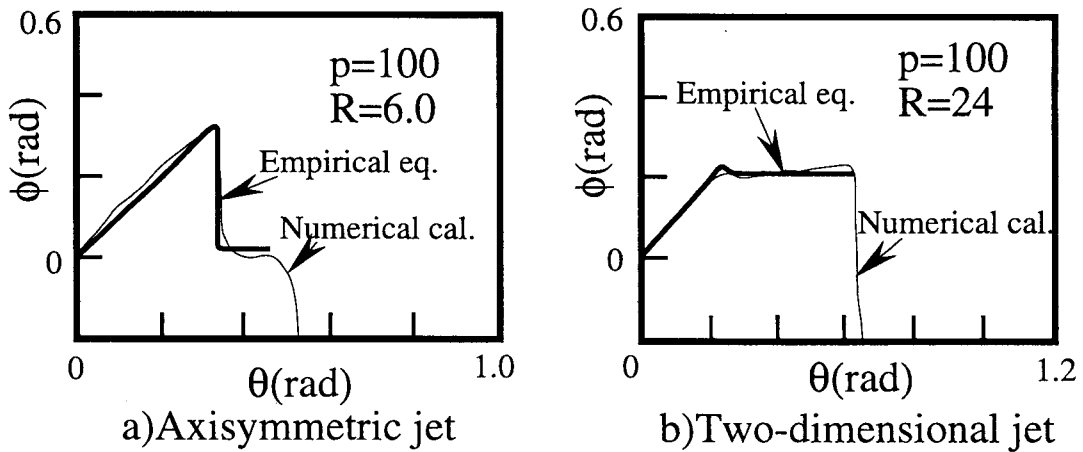 0.6
p=100
R=6.0
Empirical eq.
Numerical cal.
ϕ(rad)
0
0
1.0
θ(rad)
a)Axisymmetric jet
0.6
p=100
R=24
Empirical eq.
Numerical cal.
ϕ(rad)
0
0
1.2
θ(rad)
b)Two-dimensional jet